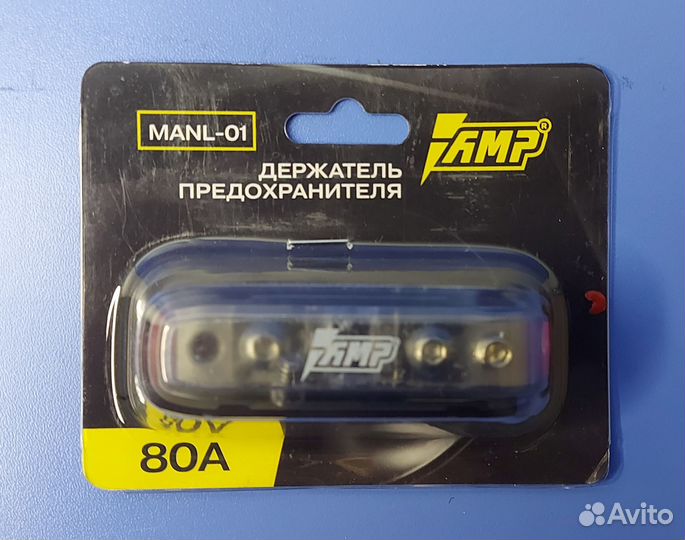 MANL-01
AMP®
ДЕРЖАТЕЛЬ
ПРЕДОХРАНИТЕЛЯ
AMP
80A
Avito